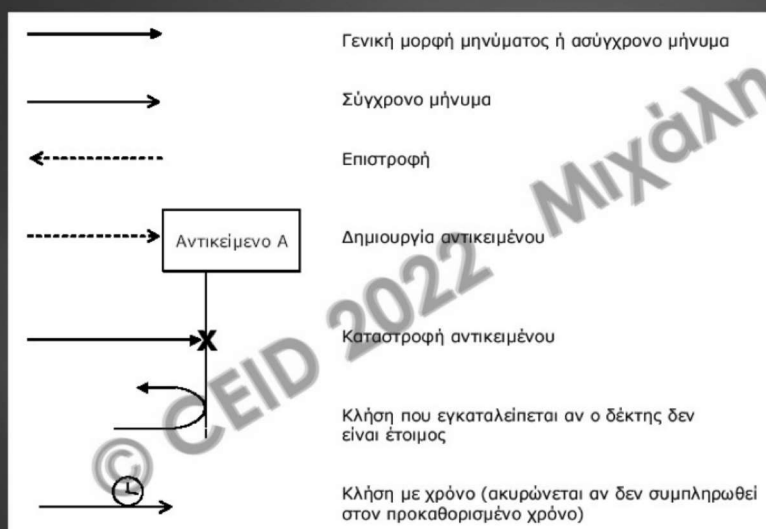 Γενική μορφή μηνύματος ή ασύγχρονο μήνυμα
Σύγχρονο μήνυμα
Επιστροφή
Αντικείμενο Α
Δημιουργία αντικειμένου
X
Καταστροφή αντικειμένου
Κλήση που εγκαταλείπεται αν ο δέκτης δεν
είναι έτοιμος
Κλήση με χρόνο (ακυρώνεται αν δεν συμπληρωθεί
στον προκαθορισμένο χρόνο)
© CEID 2022 Μιχάλη